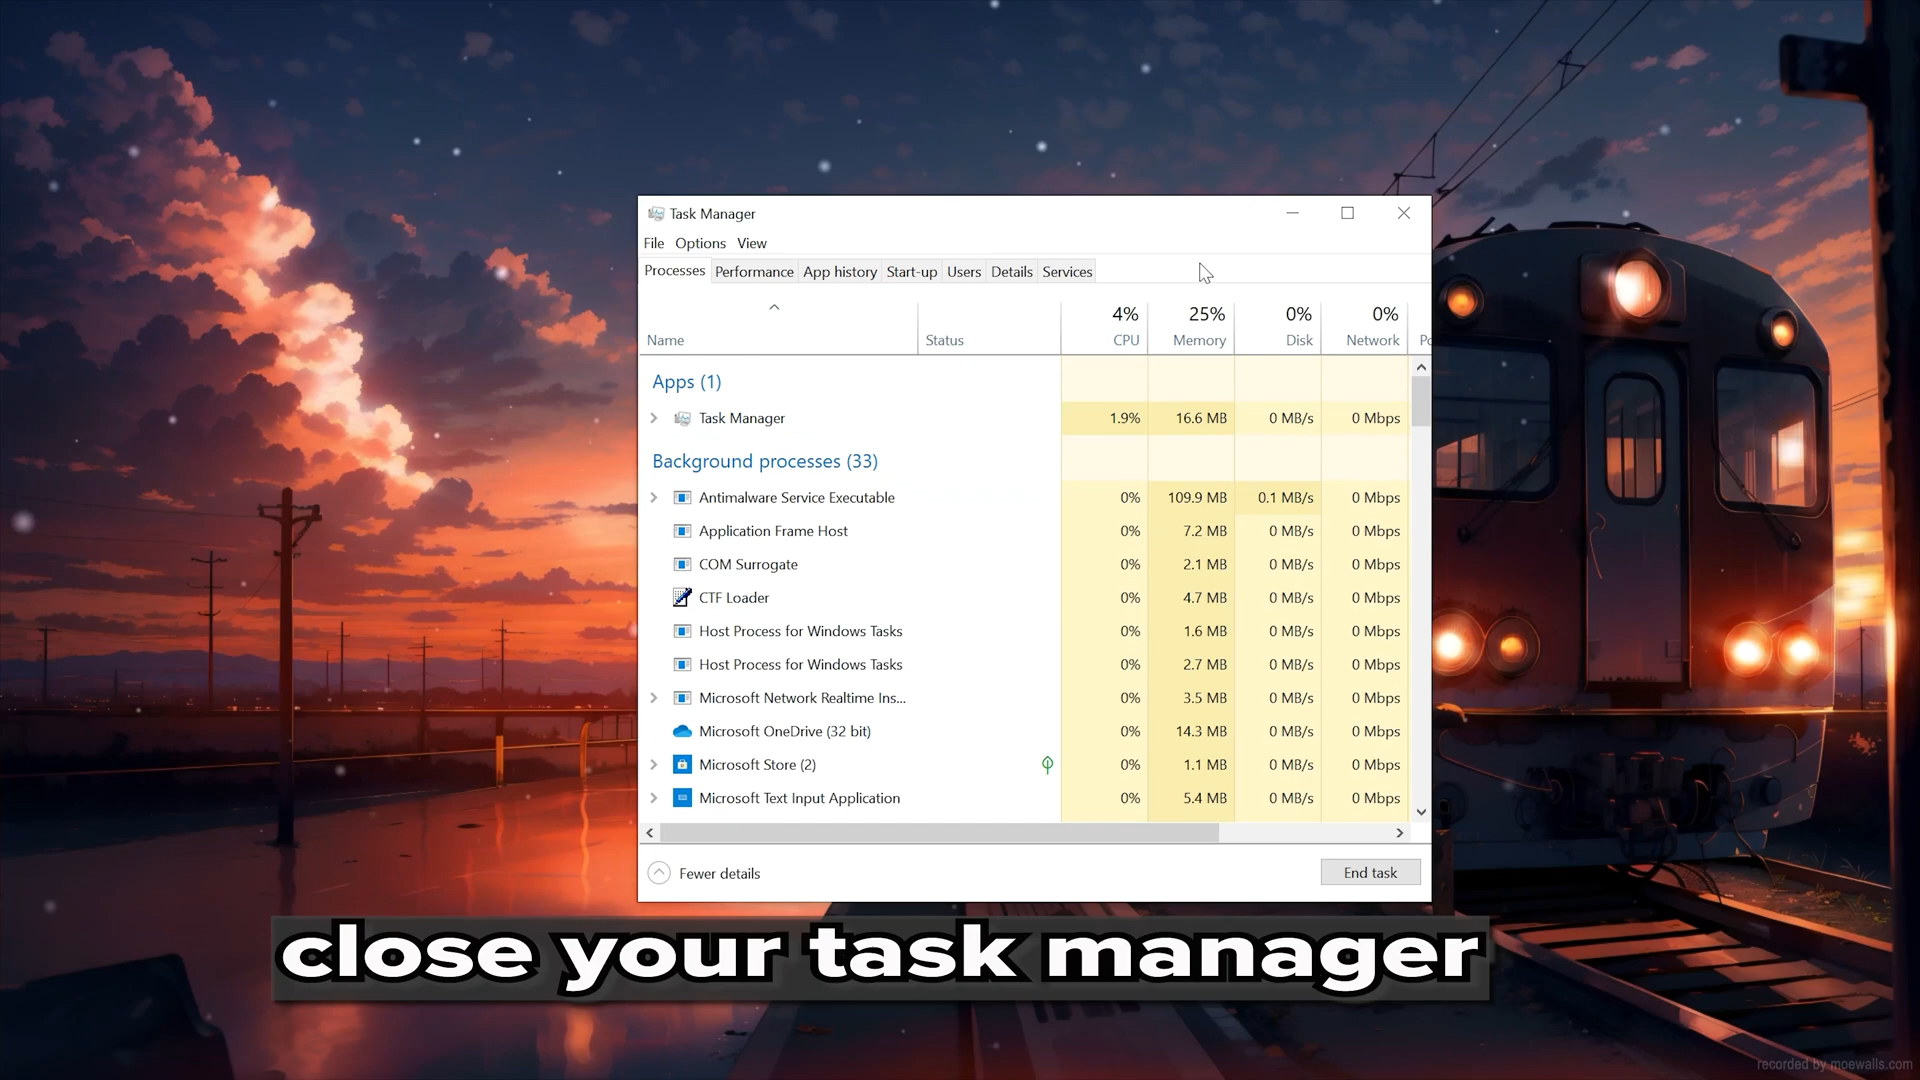 Task Manager
File Options View
Processes Performance App history Start-up Users Details Services
4% 25% 0% 0%
Name Status CPU Memory Disk Network Po
Apps (1)
Task Manager 1.9% 16.6 MB 0 MB/s 0 Mbps
Background processes (33)
Antimalware Service Executable 0% 109.9 MB 0.1 MB/s 0 Mbps
Application Frame Host 0% 7.2 MB 0 MB/s 0 Mbps
COM Surrogate 0% 2.1 MB 0 MB/s 0 Mbps
CTF Loader 0% 4.7 MB 0 MB/s 0 Mbps
Host Process for Windows Tasks 0% 1.6 MB 0 MB/s 0 Mbps
Host Process for Windows Tasks 0% 2.7 MB 0 MB/s 0 Mbps
Microsoft Network Realtime Ins... 0% 3.5 MB 0 MB/s 0 Mbps
Microsoft OneDrive (32 bit) 0% 14.3 MB 0 MB/s 0 Mbps
Microsoft Store (2) 0% 1.1 MB 0 MB/s 0 Mbps
Microsoft Text Input Application 0% 5.4 MB 0 MB/s 0 Mbps
Fewer details End task
close your task manager
recorded by moewalls.com